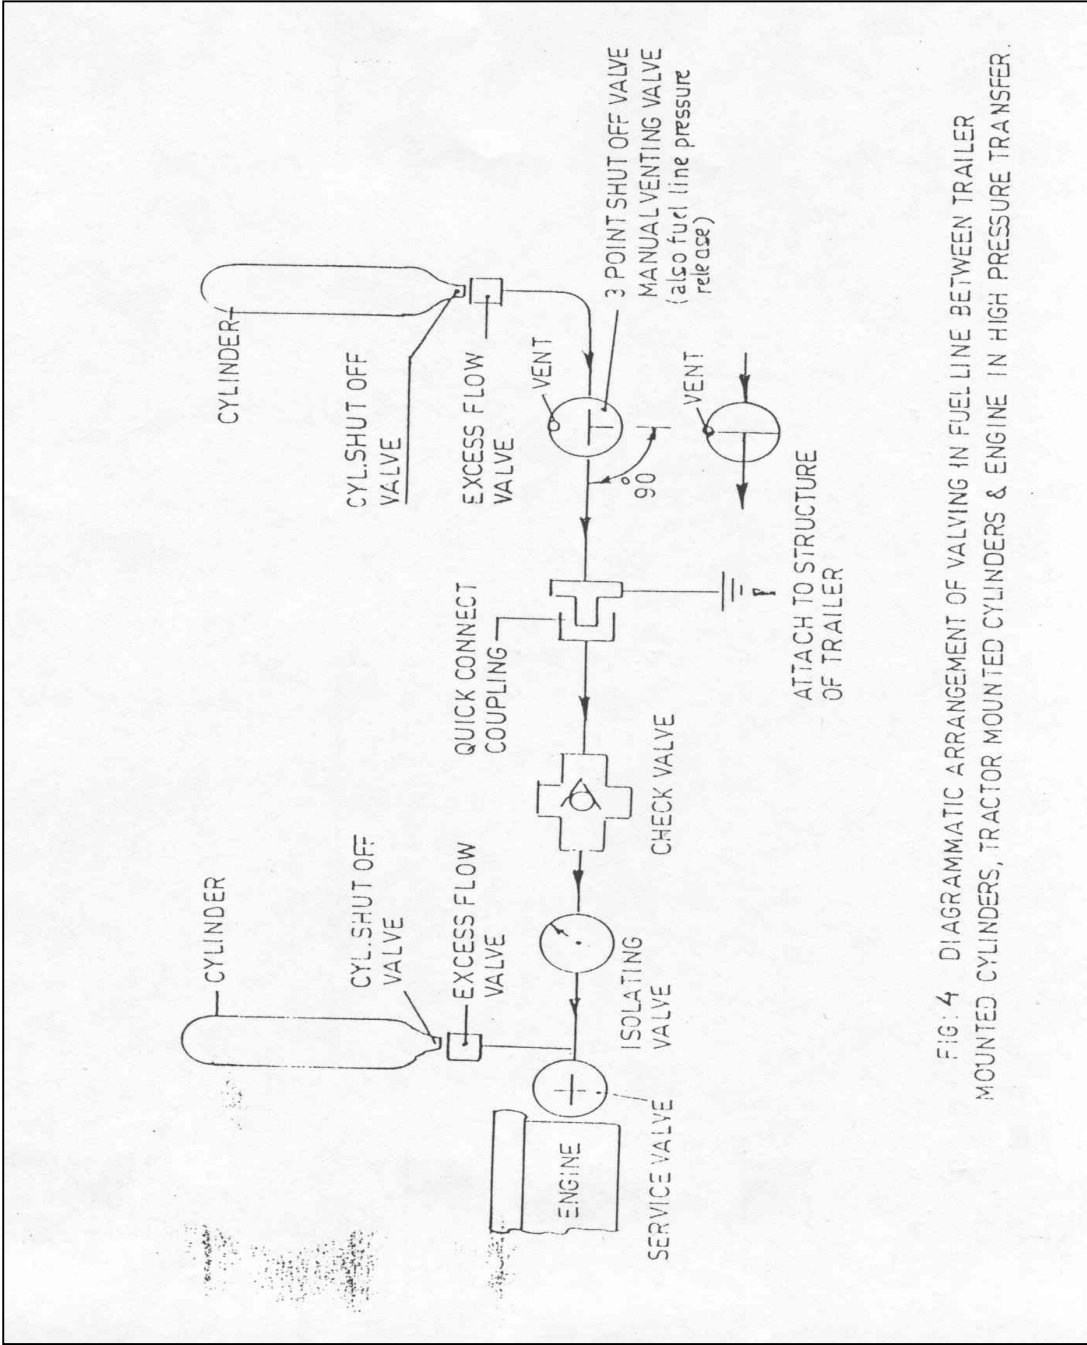 CYLINDER
CYLINDER
CYL.SHUT OFF
VALVE
CYL.SHUT OFF
VALVE
EXCESS FLOW
VALVE
QUICK CONNECT
COUPLING
EXCESS FLOW
VALVE
VENT
ENGINE
3 POINT SHUT OFF VALVE
MANUAL VENTING VALVE
(also fuel line pressure
release)
ISOLATING
VALVE
90°
SERVICE VALVE
CHECK VALVE
VENT
ATTACH TO STRUCTURE
OF TRAILER
FIG: 4 DIAGRAMMATIC ARRANGEMENT OF VALVING IN FUEL LINE BETWEEN TRAILER
MOUNTED CYLINDERS, TRACTOR MOUNTED CYLINDERS & ENGINE IN HIGH PRESSURE TRANSFER.